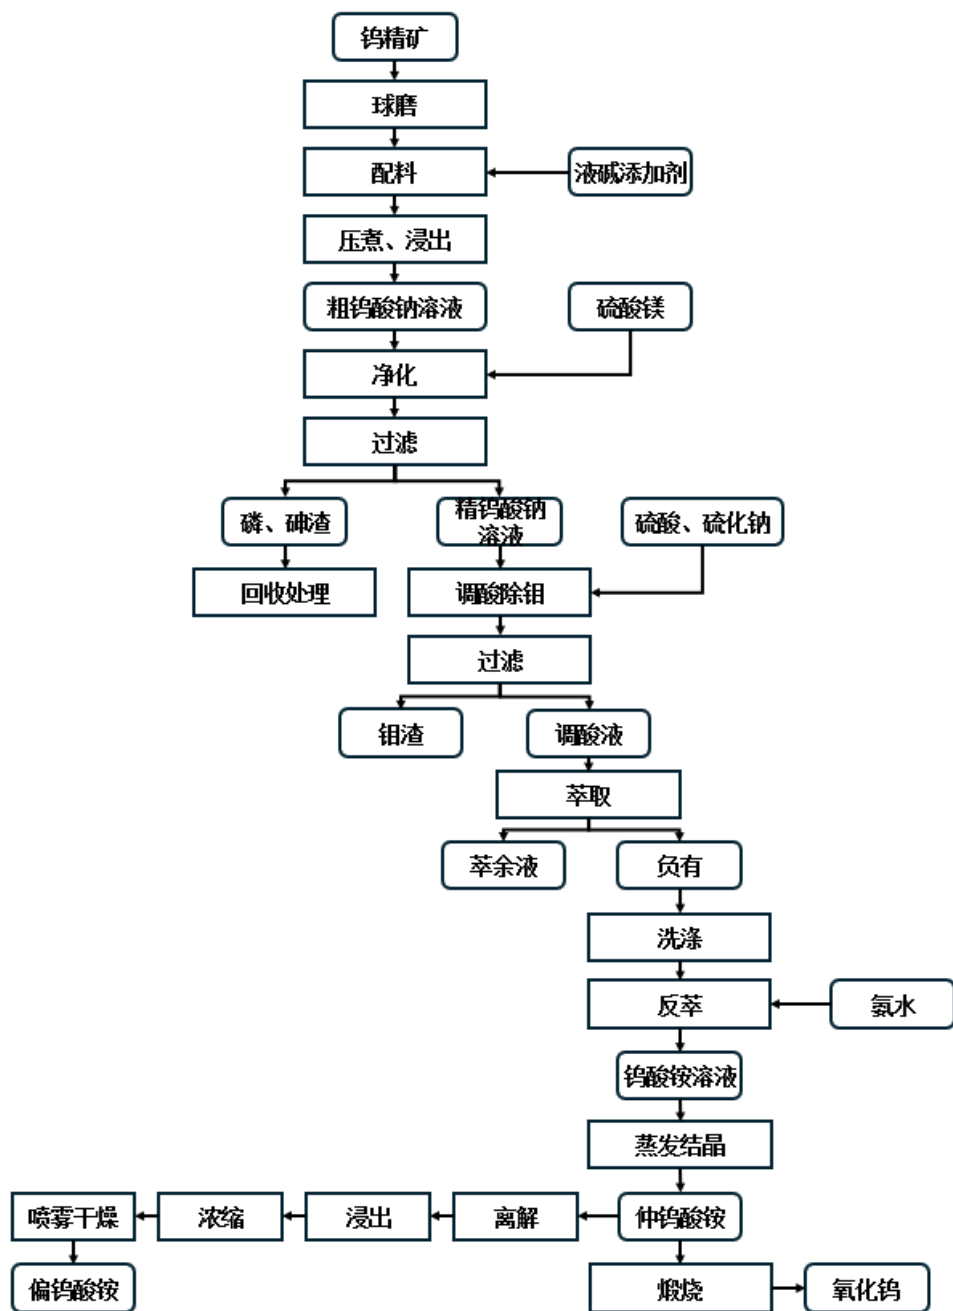 钨精矿
球磨
配料
液碱添加剂
压煮、浸出
粗钨酸钠溶液
硫酸镁
净化
过滤
磷、砷渣
精钨酸钠
溶液
硫酸、硫化钠
回收处理
调酸除钼
过滤
钼渣
调酸液
萃取
萃余液
负有
洗涤
反萃
氨水
钨酸铵溶液
蒸发结晶
喷雾干燥
浓缩
浸出
离解
仲钨酸铵
偏钨酸铵
煅烧
氧化钨